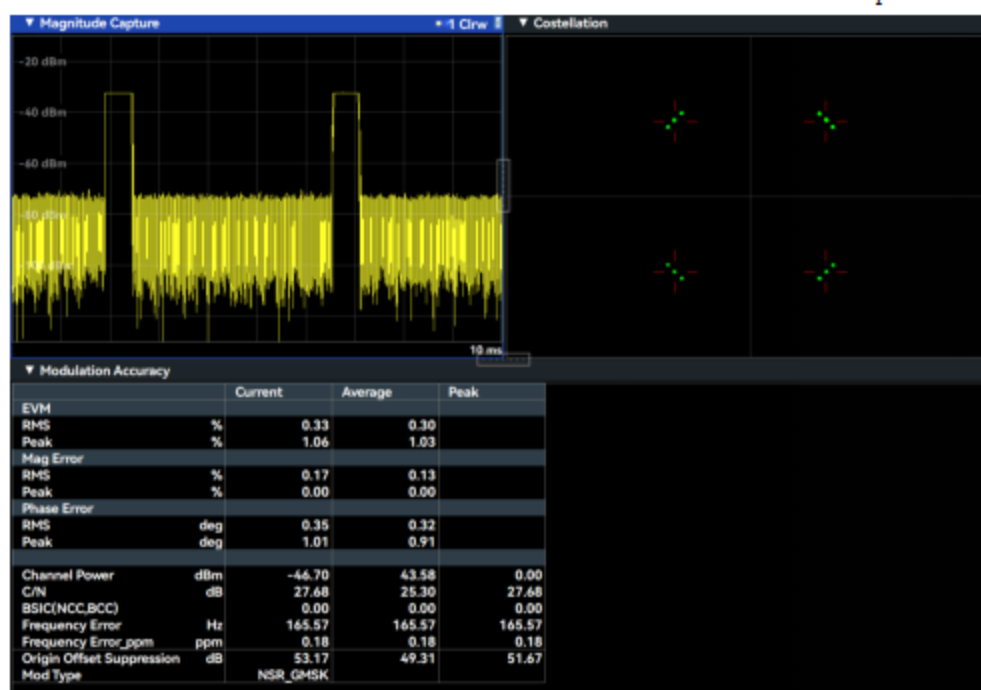 ▼ Magnitude Capture
1 Clrw
▼ Costellation
-20 dBm
-40 dBm
-60 dBm
-80 dBm
-100 dBm
10 ms
▼ Modulation Accuracy
Current Average Peak
EVM
RMS % 0.33 0.30
Peak % 1.06 1.03
Mag Error
RMS % 0.17 0.13
Peak % 0.00 0.00
Phase Error
RMS deg 0.35 0.32
Peak deg 1.01 0.91
Channel Power dBm -46.70 43.58 0.00
C/N dB 27.68 25.30 27.68
BSIC(NCC,BCC) 0.00 0.00 0.00
Frequency Error Hz 165.57 165.57 165.57
Frequency Error_ppm ppm 0.18 0.18 0.18
Origin Offset Suppression dB 53.17 49.31 51.67
Mod Type NSR_GMSK